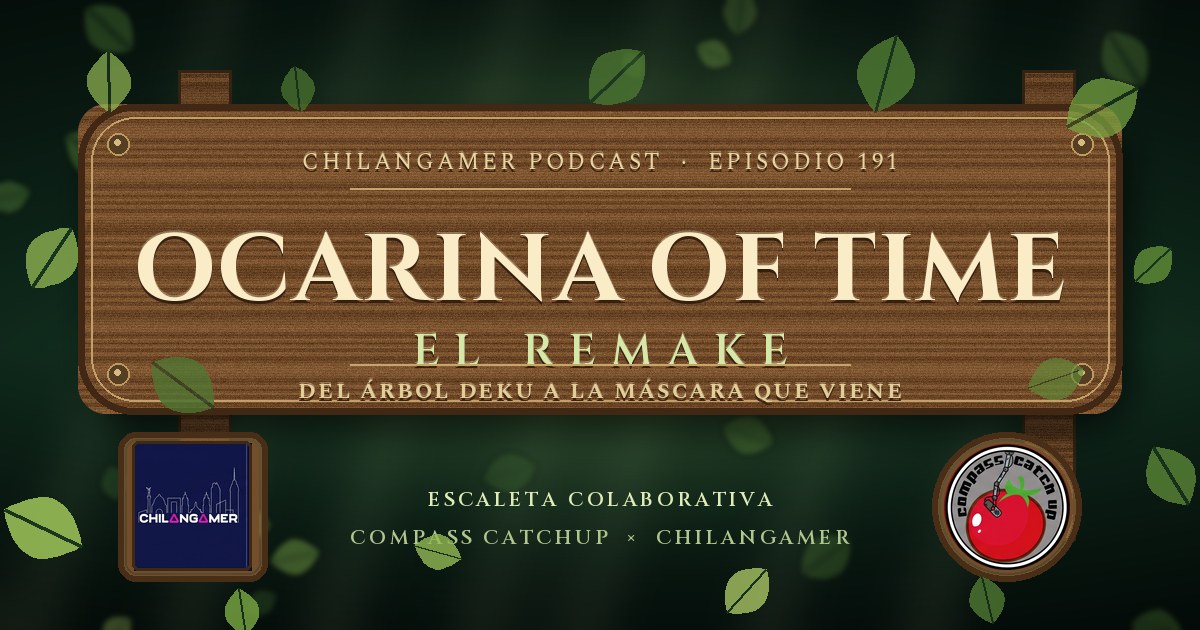 CHILANGAMER PODCAST · EPISODIO 191
OCARINA OF TIME
EL REMAKE
DEL ÁRBOL DEKU A LA MÁSCARA QUE VIENE
CHILANGAMER
compass catch up
ESCALETA COLABORATIVA
COMPASS CATCHUP × CHILANGAMER